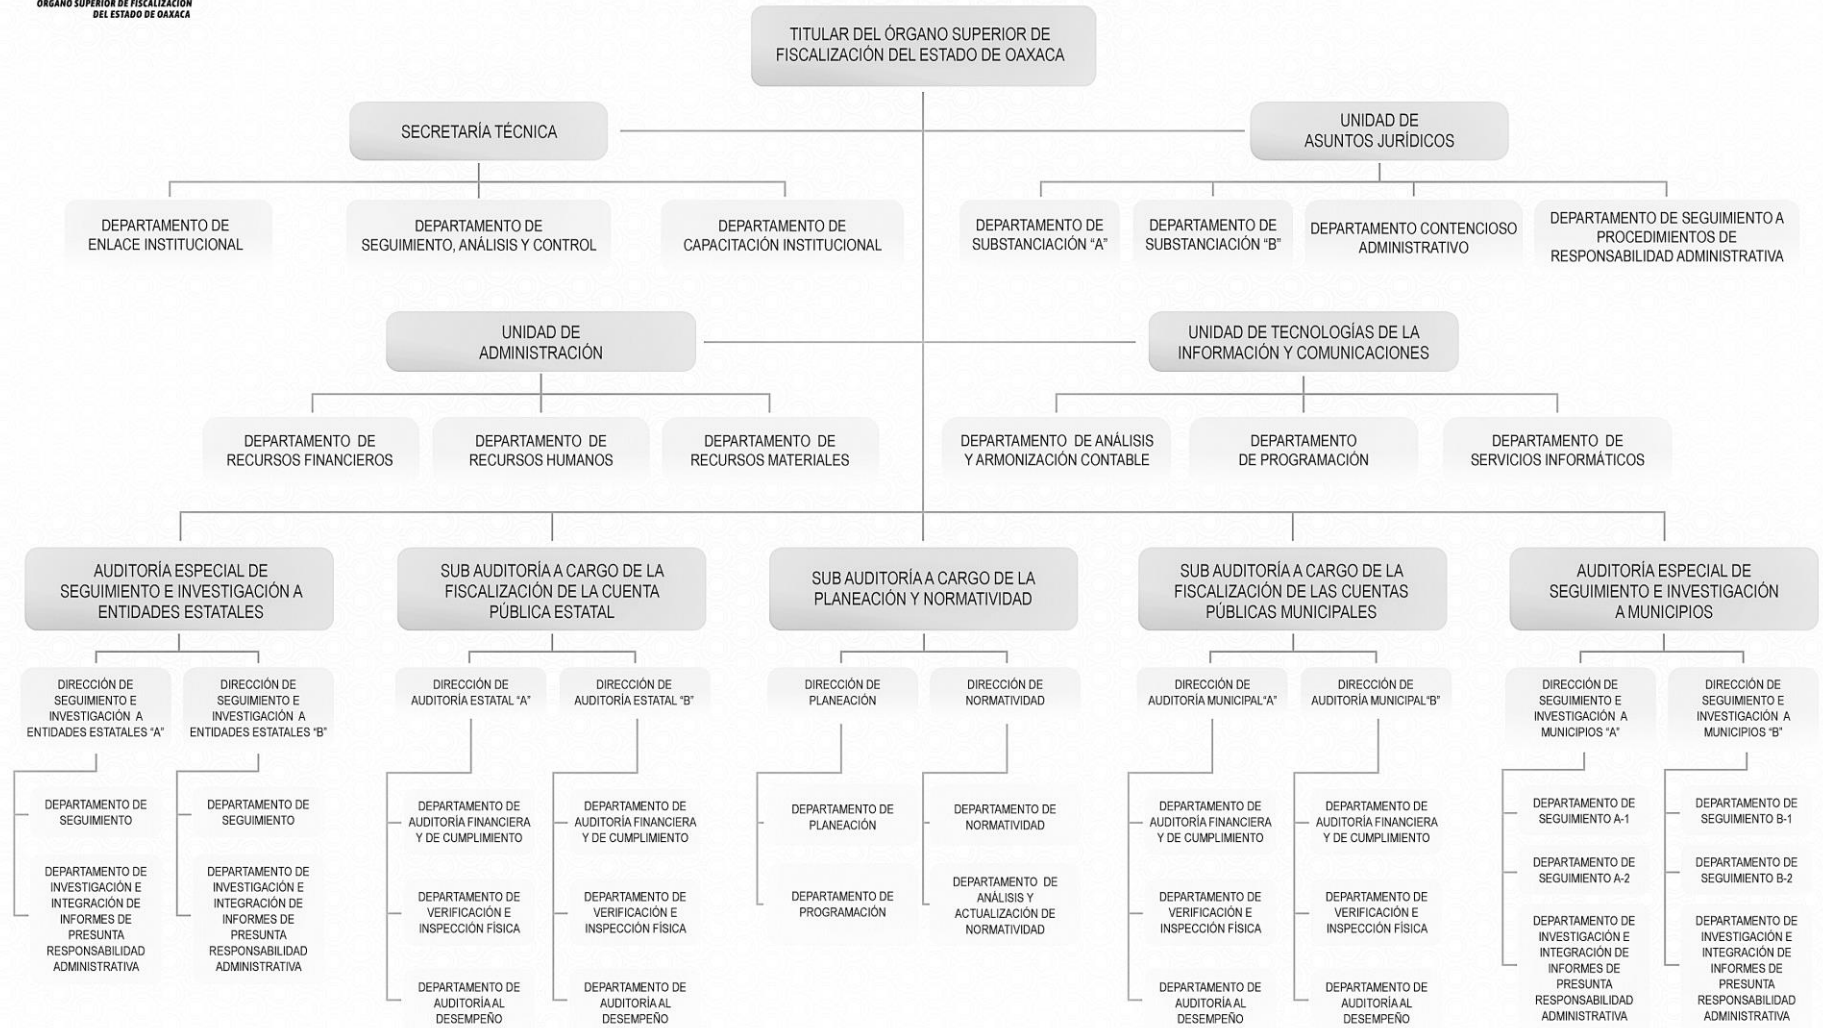 ÓRGANO SUPERIOR DE FISCALIZACIÓN
DEL ESTADO DE OAXACA
TITULAR DEL ÓRGANO SUPERIOR DE
FISCALIZACIÓN DEL ESTADO DE OAXACA
SECRETARÍA TÉCNICA
UNIDAD DE
ASUNTOS JURÍDICOS
DEPARTAMENTO DE
ENLACE INSTITUCIONAL
DEPARTAMENTO DE
SEGUIMIENTO, ANÁLISIS Y CONTROL
DEPARTAMENTO DE
CAPACITACIÓN INSTITUCIONAL
DEPARTAMENTO DE
SUBSTANCIACIÓN “A”
DEPARTAMENTO DE
SUBSTANCIACIÓN “B”
DEPARTAMENTO CONTENCIOSO
ADMINISTRATIVO
DEPARTAMENTO DE SEGUIMIENTO A
PROCEDIMIENTOS DE
RESPONSABILIDAD ADMINISTRATIVA
UNIDAD DE
ADMINISTRACIÓN
UNIDAD DE TECNOLOGÍAS DE LA
INFORMACIÓN Y COMUNICACIONES
DEPARTAMENTO DE
RECURSOS FINANCIEROS
DEPARTAMENTO DE
RECURSOS HUMANOS
DEPARTAMENTO DE
RECURSOS MATERIALES
DEPARTAMENTO DE ANÁLISIS
Y ARMONIZACIÓN CONTABLE
DEPARTAMENTO
DE PROGRAMACIÓN
DEPARTAMENTO DE
SERVICIOS INFORMÁTICOS
AUDITORÍA ESPECIAL DE
SEGUIMIENTO E INVESTIGACIÓN A
ENTIDADES ESTATALES
SUB AUDITORÍA A CARGO DE LA
FISCALIZACIÓN DE LA CUENTA
PÚBLICA ESTATAL
SUB AUDITORÍA A CARGO DE LA
PLANEACIÓN Y NORMATIVIDAD
SUB AUDITORÍA A CARGO DE LA
FISCALIZACIÓN DE LAS CUENTAS
PÚBLICAS MUNICIPALES
AUDITORÍA ESPECIAL DE
SEGUIMIENTO E INVESTIGACIÓN
A MUNICIPIOS
DIRECCIÓN DE
SEGUIMIENTO E
INVESTIGACIÓN A
ENTIDADES ESTATALES “A”
DIRECCIÓN DE
SEGUIMIENTO E
INVESTIGACIÓN A
ENTIDADES ESTATALES “B”
DIRECCIÓN DE
AUDITORÍA ESTATAL “A”
DIRECCIÓN DE
AUDITORÍA ESTATAL “B”
DIRECCIÓN DE
PLANEACIÓN
DIRECCIÓN DE
NORMATIVIDAD
DIRECCIÓN DE
AUDITORÍA MUNICIPAL“A”
DIRECCIÓN DE
AUDITORÍA MUNICIPAL“B”
DIRECCIÓN DE
SEGUIMIENTO E
INVESTIGACIÓN A
MUNICIPIOS “A”
DIRECCIÓN DE
SEGUIMIENTO E
INVESTIGACIÓN A
MUNICIPIOS “B”
DEPARTAMENTO DE
SEGUIMIENTO
DEPARTAMENTO DE
INVESTIGACIÓN E
INTEGRACIÓN DE
INFORMES DE
PRESUNTA
RESPONSABILIDAD
ADMINISTRATIVA
DEPARTAMENTO DE
SEGUIMIENTO
DEPARTAMENTO DE
INVESTIGACIÓN E
INTEGRACIÓN DE
INFORMES DE
PRESUNTA
RESPONSABILIDAD
ADMINISTRATIVA
DEPARTAMENTO DE
AUDITORÍA FINANCIERA
Y DE CUMPLIMIENTO
DEPARTAMENTO DE
VERIFICACIÓN E
INSPECCIÓN FÍSICA
DEPARTAMENTO DE
AUDITORÍA AL
DESEMPEÑO
DEPARTAMENTO DE
AUDITORÍA FINANCIERA
Y DE CUMPLIMIENTO
DEPARTAMENTO DE
VERIFICACIÓN E
INSPECCIÓN FÍSICA
DEPARTAMENTO DE
AUDITORÍA AL
DESEMPEÑO
DEPARTAMENTO DE
PLANEACIÓN
DEPARTAMENTO DE
PROGRAMACIÓN
DEPARTAMENTO DE
NORMATIVIDAD
DEPARTAMENTO DE
ANÁLISIS Y
ACTUALIZACIÓN DE
NORMATIVIDAD
DEPARTAMENTO DE
AUDITORÍA FINANCIERA
Y DE CUMPLIMIENTO
DEPARTAMENTO DE
VERIFICACIÓN E
INSPECCIÓN FÍSICA
DEPARTAMENTO DE
AUDITORÍA AL
DESEMPEÑO
DEPARTAMENTO DE
AUDITORÍA FINANCIERA
Y DE CUMPLIMIENTO
DEPARTAMENTO DE
VERIFICACIÓN E
INSPECCIÓN FÍSICA
DEPARTAMENTO DE
AUDITORÍA AL
DESEMPEÑO
DEPARTAMENTO DE
SEGUIMIENTO A-1
DEPARTAMENTO DE
SEGUIMIENTO A-2
DEPARTAMENTO DE
INVESTIGACIÓN E
INTEGRACIÓN DE
INFORMES DE
PRESUNTA
RESPONSABILIDAD
ADMINISTRATIVA
DEPARTAMENTO DE
SEGUIMIENTO B-1
DEPARTAMENTO DE
SEGUIMIENTO B-2
DEPARTAMENTO DE
INVESTIGACIÓN E
INTEGRACIÓN DE
INFORMES DE
PRESUNTA
RESPONSABILIDAD
ADMINISTRATIVA